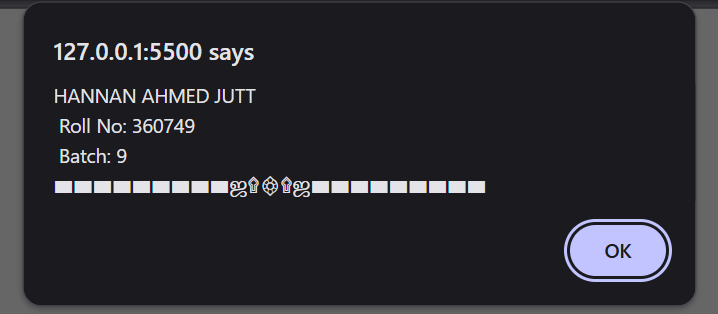 127.0.0.1:5500 says
HANNAN AHMED JUTT
Roll No: 360749
Batch: 9
▀▀▀▀▀▀▀▀▀ஜ۩۞۩ஜ▀▀▀▀▀▀▀▀▀
OK